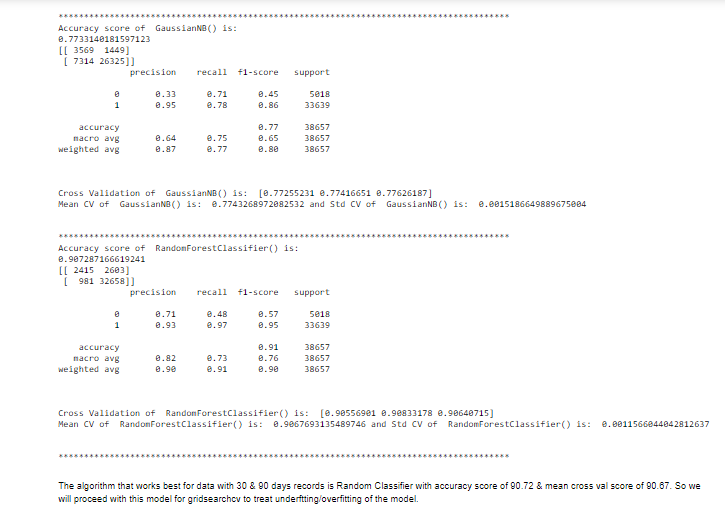 **********************************************************************************************
Accuracy score of  GaussianNB() is:
0.7733140181597123
[[ 3569  1449]
 [ 7314 26325]]
              precision    recall  f1-score   support

           0       0.33      0.71      0.45      5018
           1       0.95      0.78      0.86     33639

    accuracy                           0.77     38657
   macro avg       0.64      0.75      0.65     38657
weighted avg       0.87      0.77      0.80     38657

Cross Validation of  GaussianNB() is:  [0.77255231 0.77416651 0.77626187]
Mean CV of  GaussianNB() is:  0.7743268972082532 and Std CV of  GaussianNB() is:  0.0015186649889675004

**********************************************************************************************
Accuracy score of  RandomForestClassifier() is:
0.907287166619241
[[ 2415  2603]
 [  981 32658]]
              precision    recall  f1-score   support

           0       0.71      0.48      0.57      5018
           1       0.93      0.97      0.95     33639

    accuracy                           0.91     38657
   macro avg       0.82      0.73      0.76     38657
weighted avg       0.90      0.91      0.90     38657

Cross Validation of  RandomForestClassifier() is:  [0.90556901 0.90833178 0.90640715]
Mean CV of  RandomForestClassifier() is:  0.9067693135489746 and Std CV of  RandomForestClassifier() is:  0.0011566044042812637

**********************************************************************************************

The algorithm that works best for data with 30 & 90 days records is Random Classifier with accuracy score of 90.72 & mean cross val score of 90.67. So we
will proceed with this model for gridsearchcv to treat underftting/overfitting of the model.